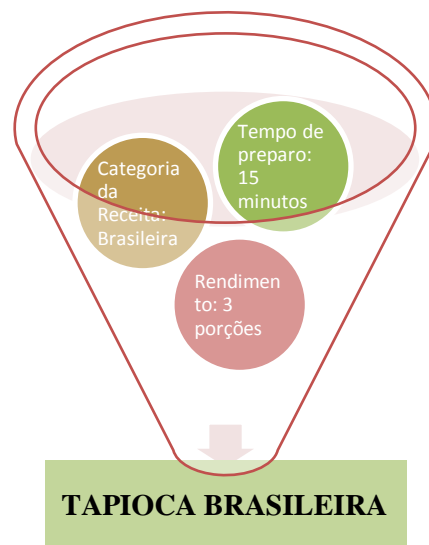 Tempo de
preparo:
15
minutos
Categoria
da
Receita:
Brasileira
Rendimen
to: 3
porções
TAPIOCA BRASILEIRA